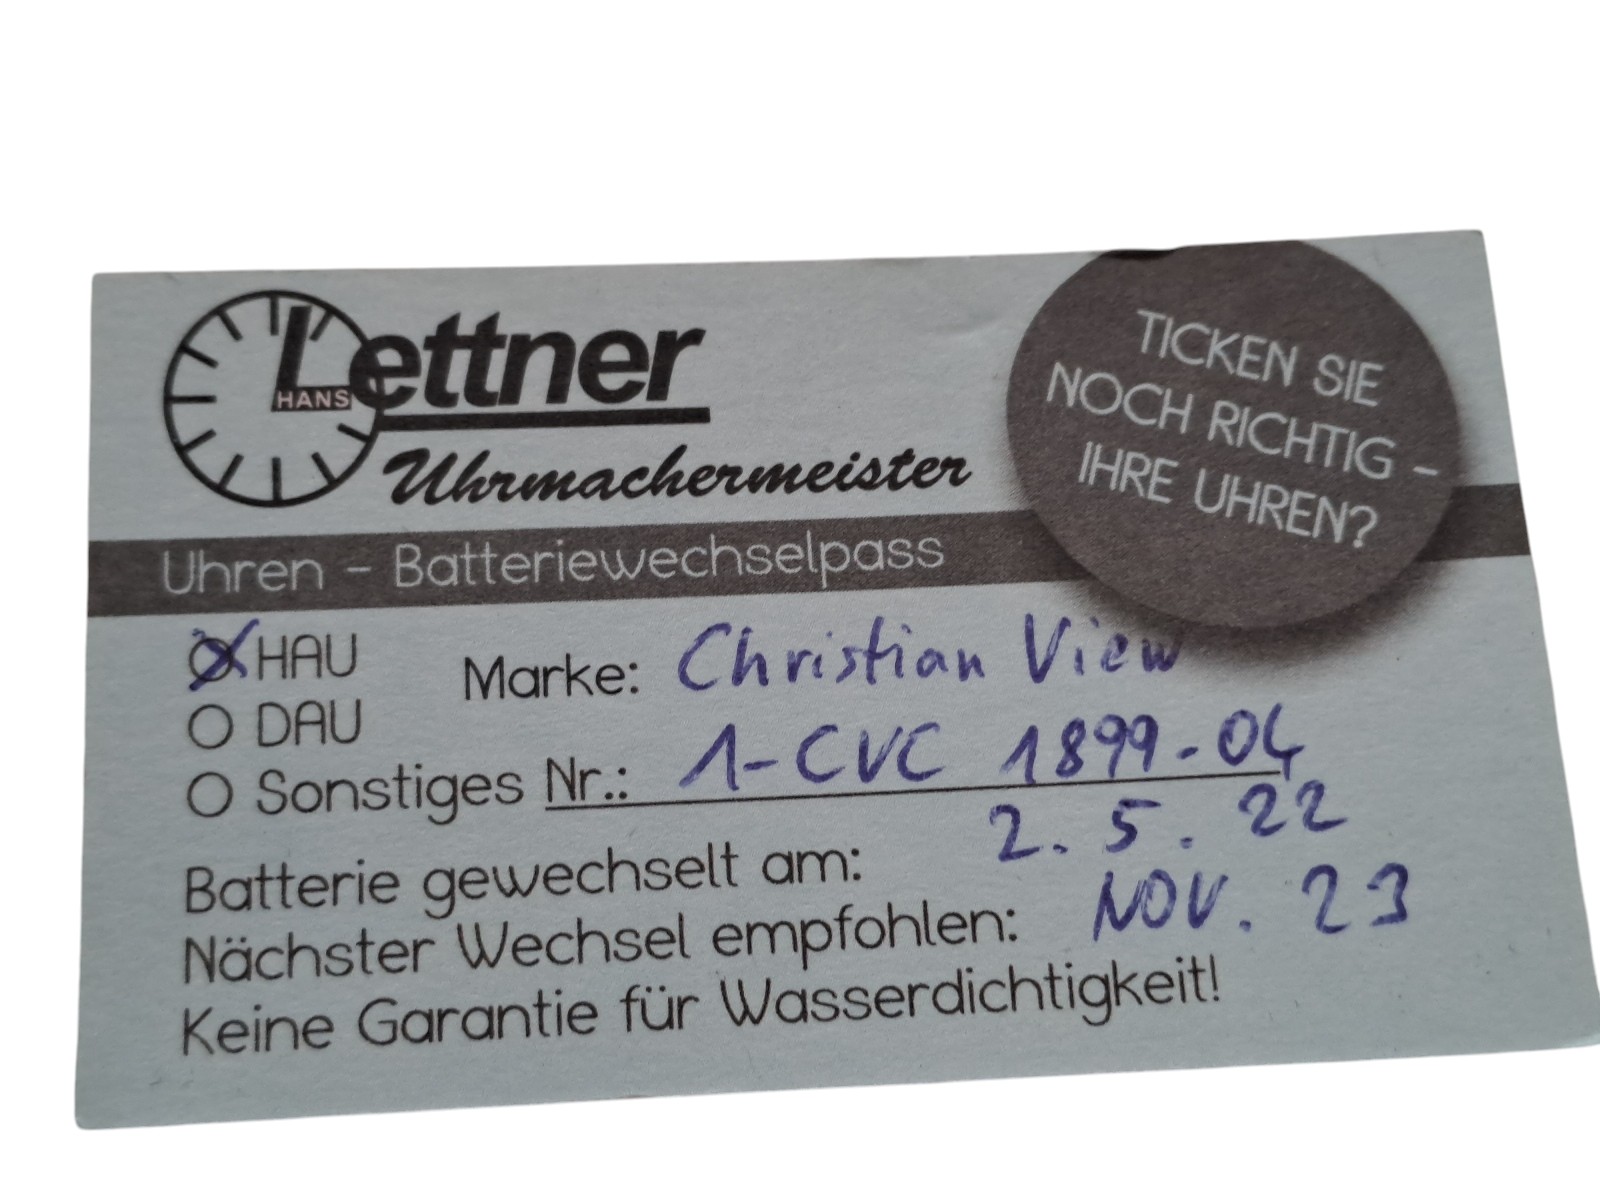 Lettner
HANS
Uhrmachermeister
TICKEN SIE
NOCH RICHTIG –
IHRE UHREN?
Uhren - Batteriewechselpass
HAU
DAU
Sonstiges
Marke: Christian View
Nr.: 1-CVC 1899-04
Batterie gewechselt am: 2. 5. 22
Nächster Wechsel empfohlen: NOV. 23
Keine Garantie für Wasserdichtigkeit!